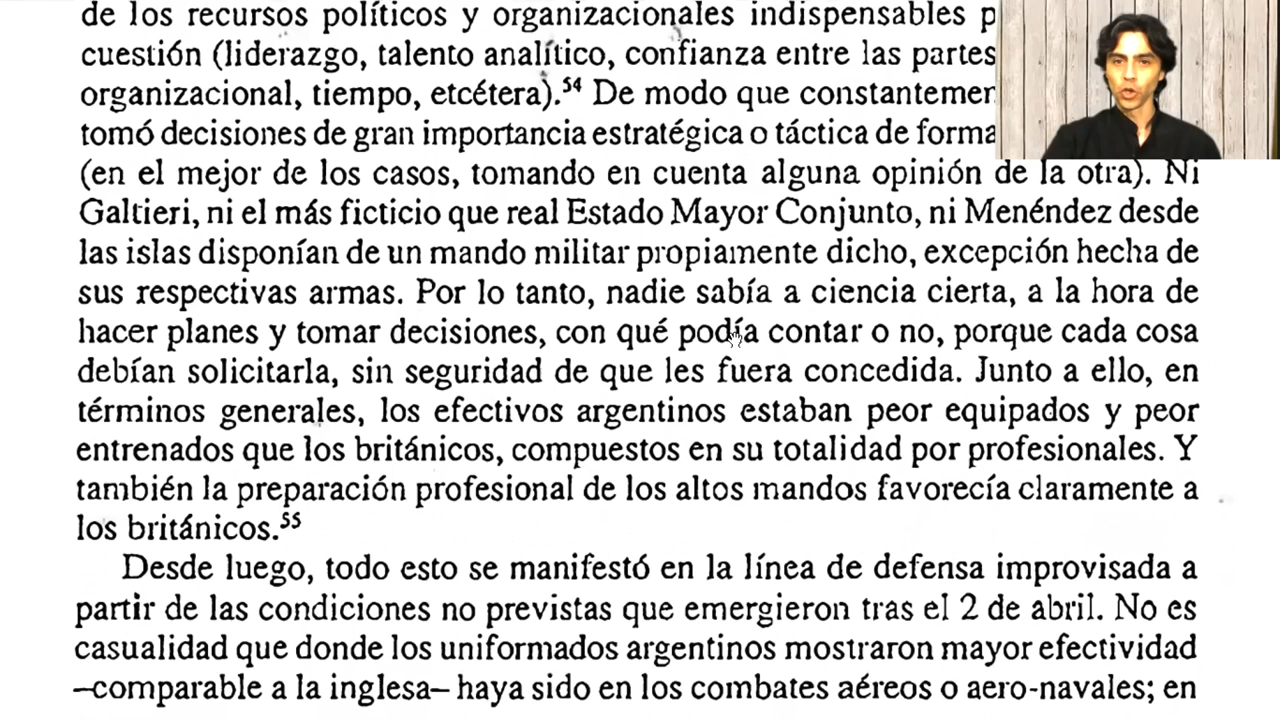 de los recursos políticos y organizacionales indispensables p
cuestión (liderazgo, talento analítico, confianza entre las partes
organizacional, tiempo, etcétera).⁵⁴ De modo que constantemen
tomó decisiones de gran importancia estratégica o táctica de forma
(en el mejor de los casos, tomando en cuenta alguna opinión de la otra). Ni
Galtieri, ni el más ficticio que real Estado Mayor Conjunto, ni Menéndez desde
las islas disponían de un mando militar propiamente dicho, excepción hecha de
sus respectivas armas. Por lo tanto, nadie sabía a ciencia cierta, a la hora de
hacer planes y tomar decisiones, con qué podía contar o no, porque cada cosa
debían solicitarla, sin seguridad de que les fuera concedida. Junto a ello, en
términos generales, los efectivos argentinos estaban peor equipados y peor
entrenados que los británicos, compuestos en su totalidad por profesionales. Y
también la preparación profesional de los altos mandos favorecía claramente a
los británicos.⁵⁵
Desde luego, todo esto se manifestó en la línea de defensa improvisada a
partir de las condiciones no previstas que emergieron tras el 2 de abril. No es
casualidad que donde los uniformados argentinos mostraron mayor efectividad
–comparable a la inglesa– haya sido en los combates aéreos o aero-navales; en